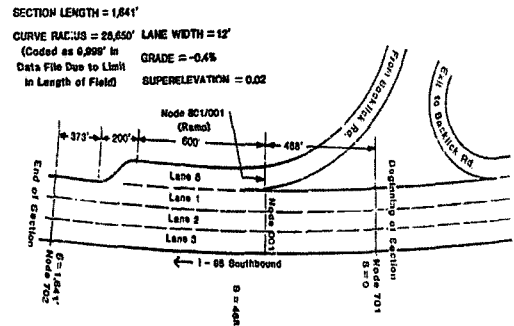 SECTION LENGTH = 1,641'
CURVE RADIUS = 28,650'
(Coded as 9,999' in
Data File Due to Limit
in Length of Field)
LANE WIDTH = 12'
GRADE = -0.4%
SUPERELEVATION = 0.02
From Backlick Rd.
Exit to Backlick Rd.
Node 801/001
(Ramp)
373'
200'
600'
468'
End of Section
Lane 8
Lane 1
Lane 2
Lane 3
Node 001
Beginning of Section
I - 95 Southbound
Node 702
S = 1,641'
S = 468
Node 701
S = 0